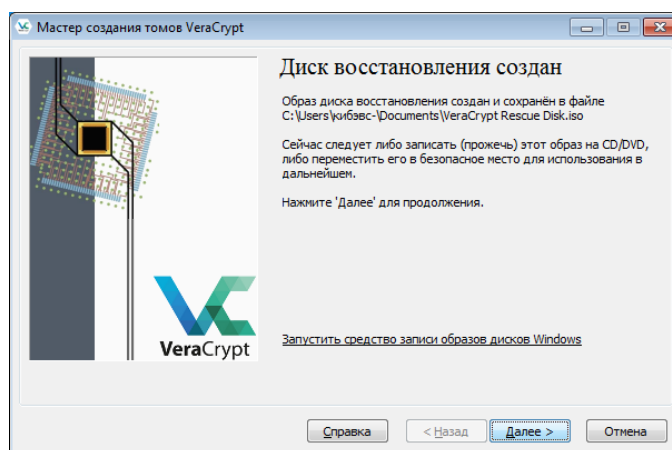 Мастер создания томов VeraCrypt
Диск восстановления создан
Образ диска восстановления создан и сохранён в файле
C:\Users\кибэвс-\Documents\VeraCrypt Rescue Disk.iso
Сейчас следует либо записать (прожечь) этот образ на CD/DVD,
либо переместить его в безопасное место для использования в
дальнейшем.
Нажмите 'Далее' для продолжения.
VeraCrypt
Запустить средство записи образов дисков Windows
Справка
< Назад
Далее >
Отмена